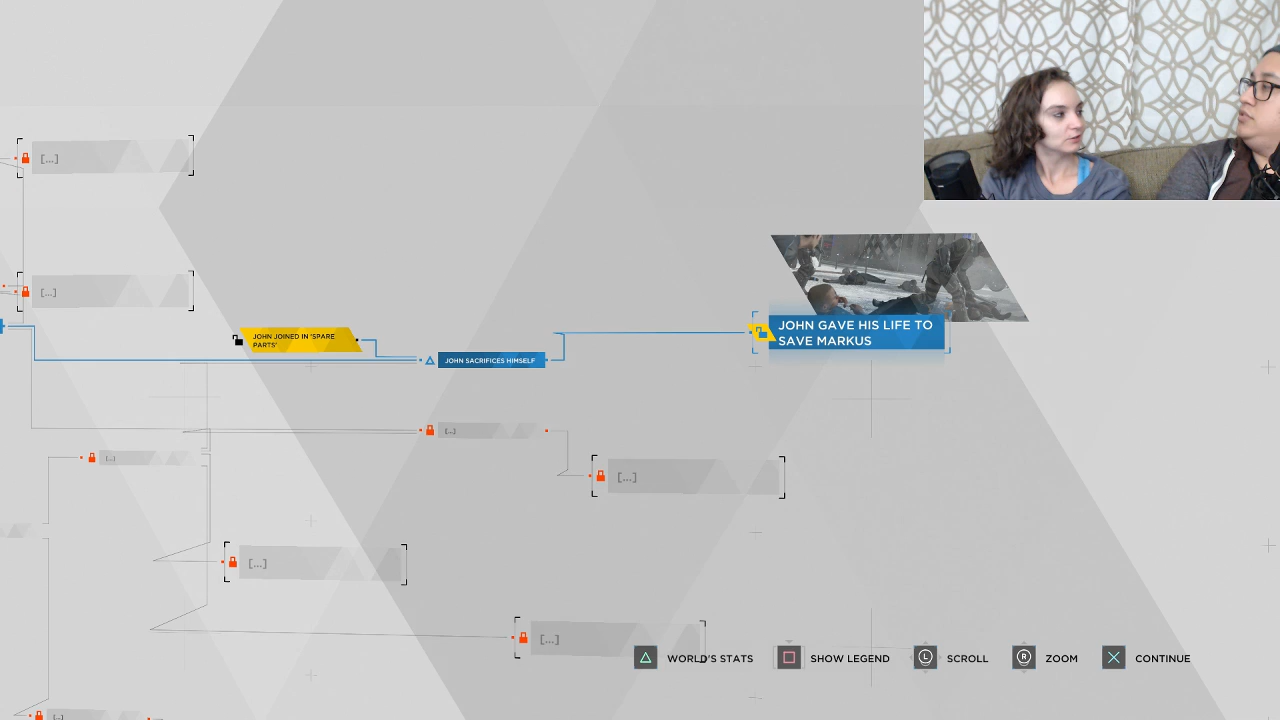 [...]
[...]
JOHN JOINED IN 'SPARE
PARTS'
JOHN SACRIFICES HIMSELF
JOHN GAVE HIS LIFE TO
SAVE MARKUS
[...]
[...]
[...]
[...]
[...]
WORLD'S STATS
SHOW LEGEND
L
SCROLL
R
ZOOM
CONTINUE
[...]